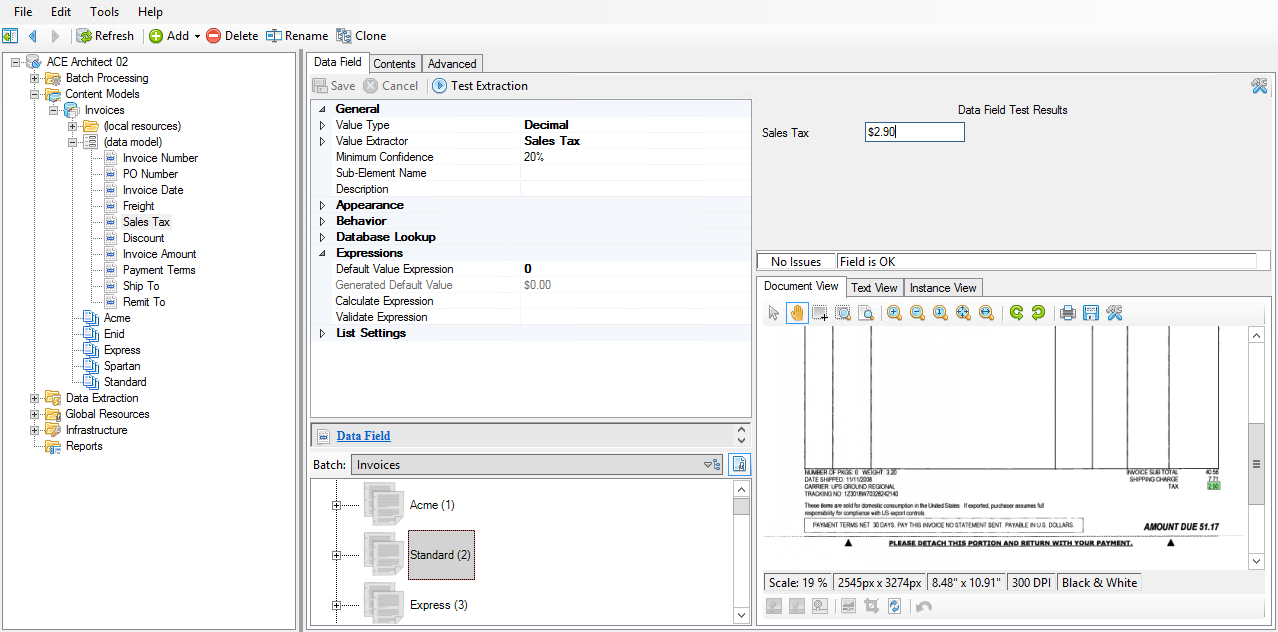 File Edit Tools Help
Refresh Add Delete Rename Clone
ACE Architect 02
Batch Processing
Content Models
Invoices
(local resources)
(data model)
Invoice Number
PO Number
Invoice Date
Freight
Sales Tax
Discount
Invoice Amount
Payment Terms
Ship To
Remit To
Acme
Enid
Express
Spartan
Standard
Data Extraction
Global Resources
Infrastructure
Reports
Data Field Contents Advanced
Save Cancel Test Extraction
General
Value Type Decimal
Value Extractor Sales Tax
Minimum Confidence 20%
Sub-Element Name
Description
Appearance
Behavior
Database Lookup
Expressions
Default Value Expression 0
Generated Default Value $0.00
Calculate Expression
Validate Expression
List Settings
Data Field
Batch: Invoices
Acme (1)
Standard (2)
Express (3)
Data Field Test Results
Sales Tax $2.90
No Issues Field is OK
Document View Text View Instance View
NUMBER OF PKGS: 0 WEIGHT: 3.20
DATE SHIPPED: 11/11/2008
CARRIER: UPS GROUND REGIONAL
TRACKING NO: 1Z3018W70328242140
INVOICE SUB TOTAL 40.56
SHIPPING CHARGE 7.71
TAX 2.90
These items are sold for domestic consumption in the United States. If exported, purchaser assumes full
responsibility for compliance with US export controls.
PAYMENT TERMS NET 30 DAYS. PAY THIS INVOICE NO STATEMENT SENT. PAYABLE IN U.S. DOLLARS.
AMOUNT DUE 51.17
PLEASE DETACH THIS PORTION AND RETURN WITH YOUR PAYMENT.
Scale: 19 % 2545px x 3274px 8.48" x 10.91" 300 DPI Black & White